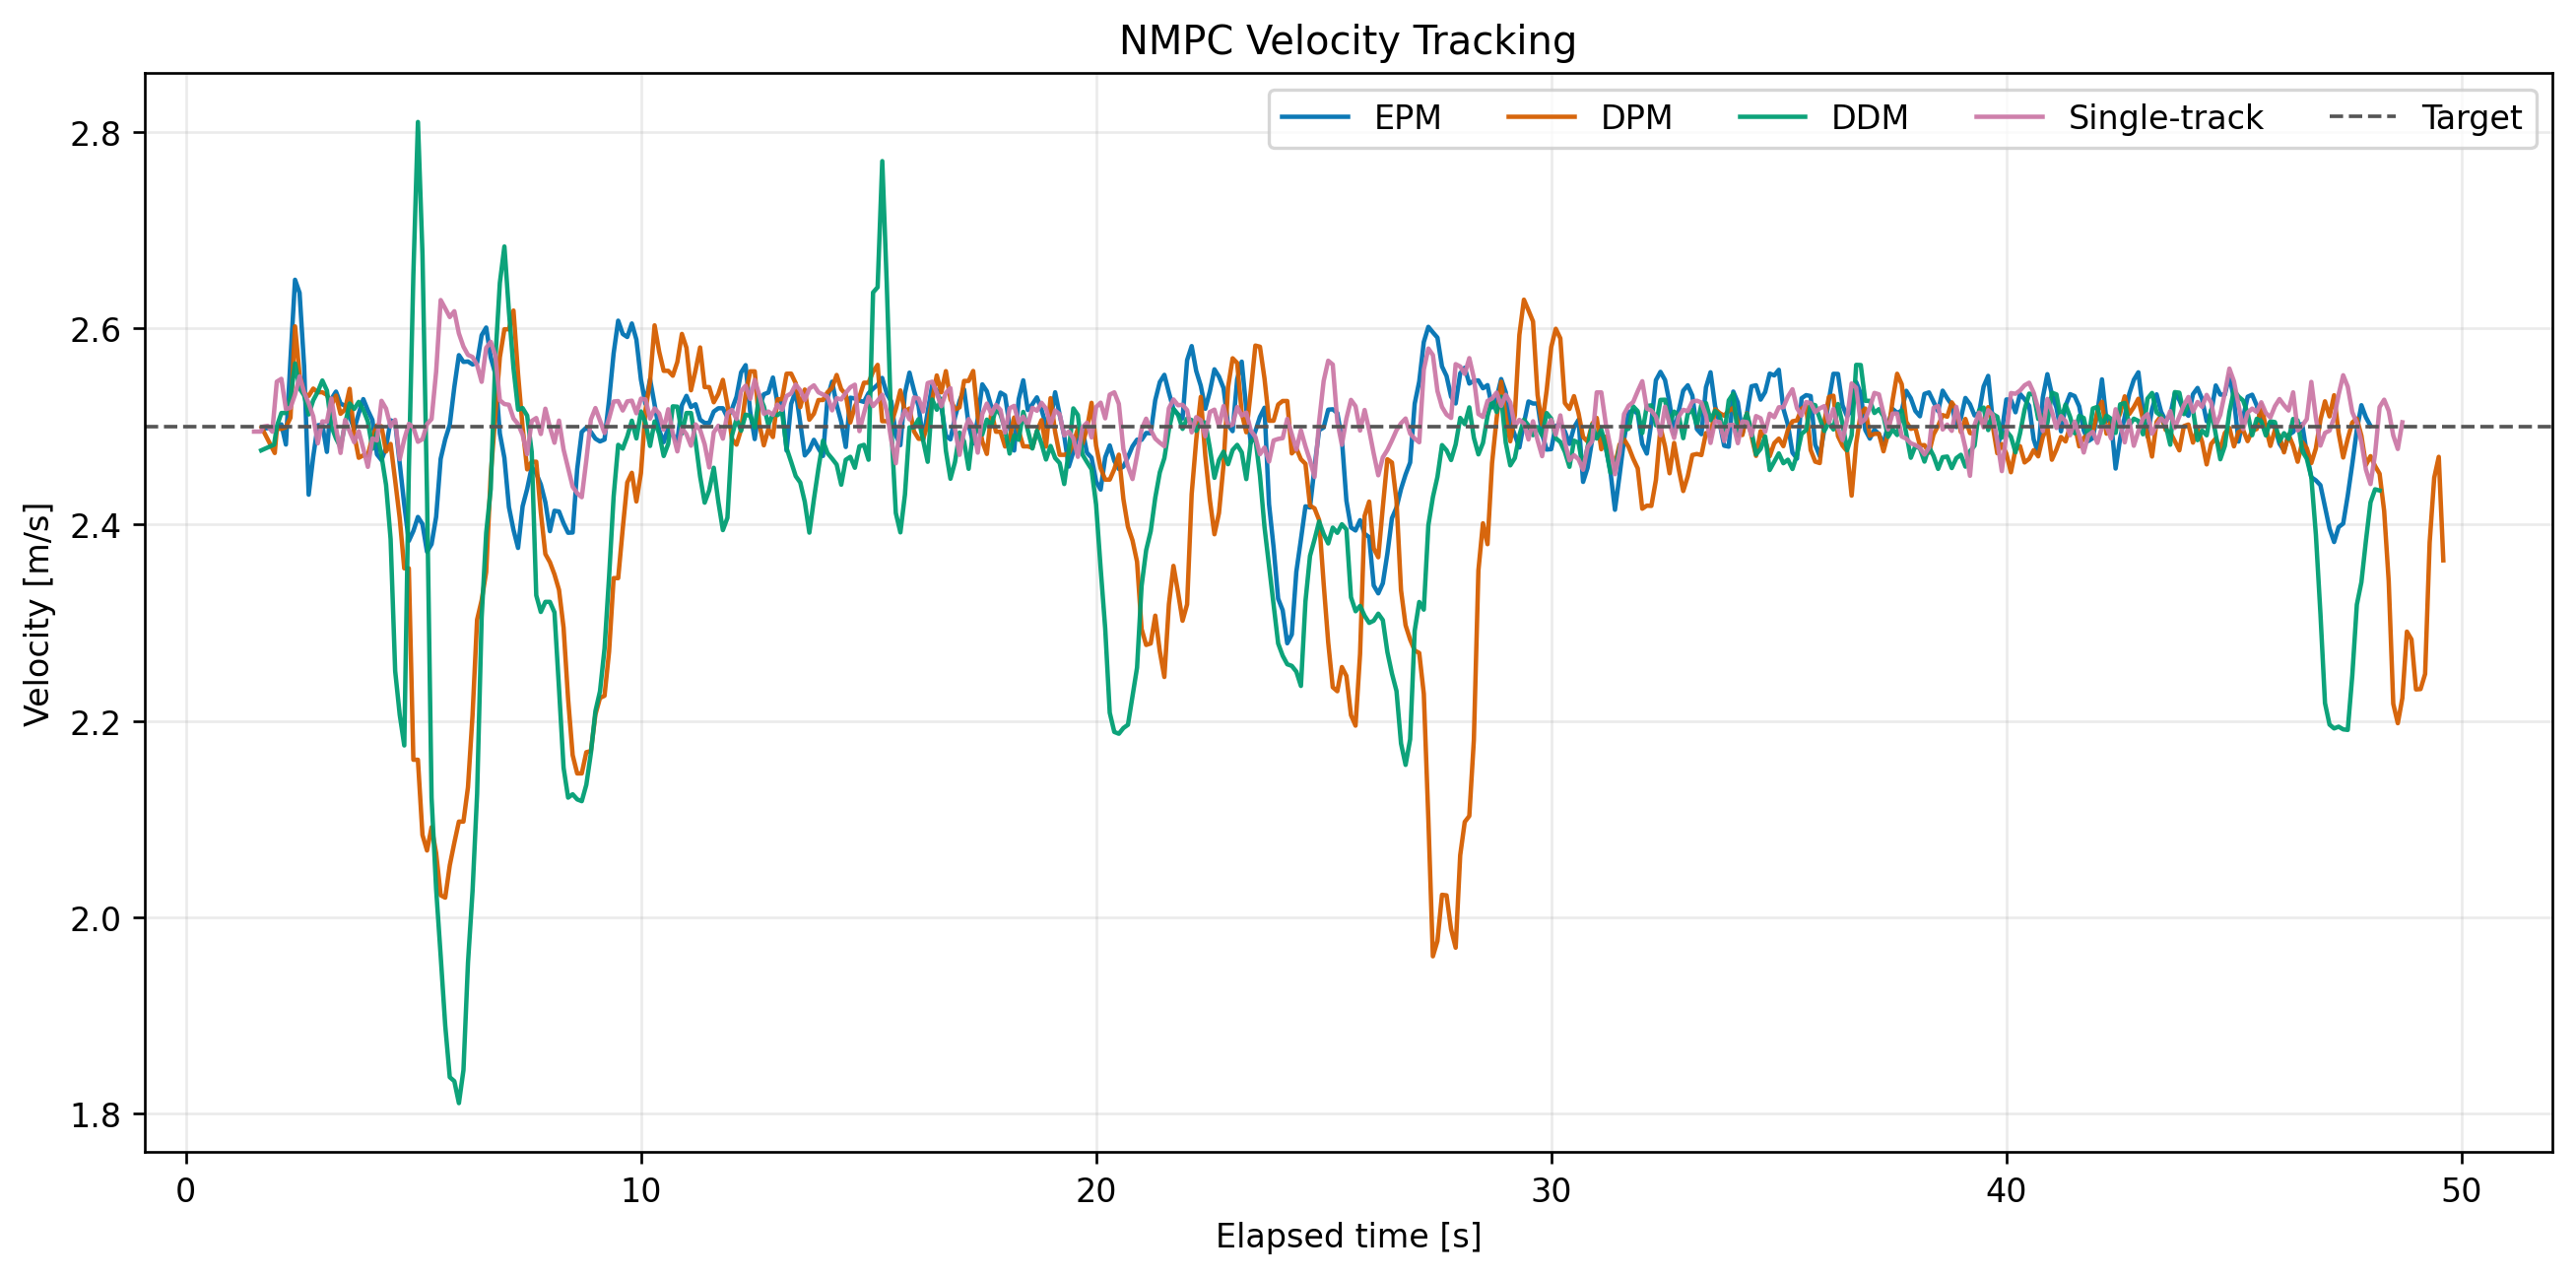 NMPC Velocity Tracking
EPM DPM DDM Single-track Target
Velocity [m/s]
2.8
2.6
2.4
2.2
2.0
1.8
0 10 20 30 40 50
Elapsed time [s]